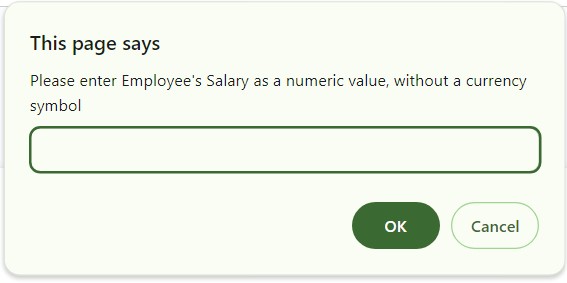 This page says
Please enter Employee's Salary as a numeric value, without a currency
symbol
OK
Cancel